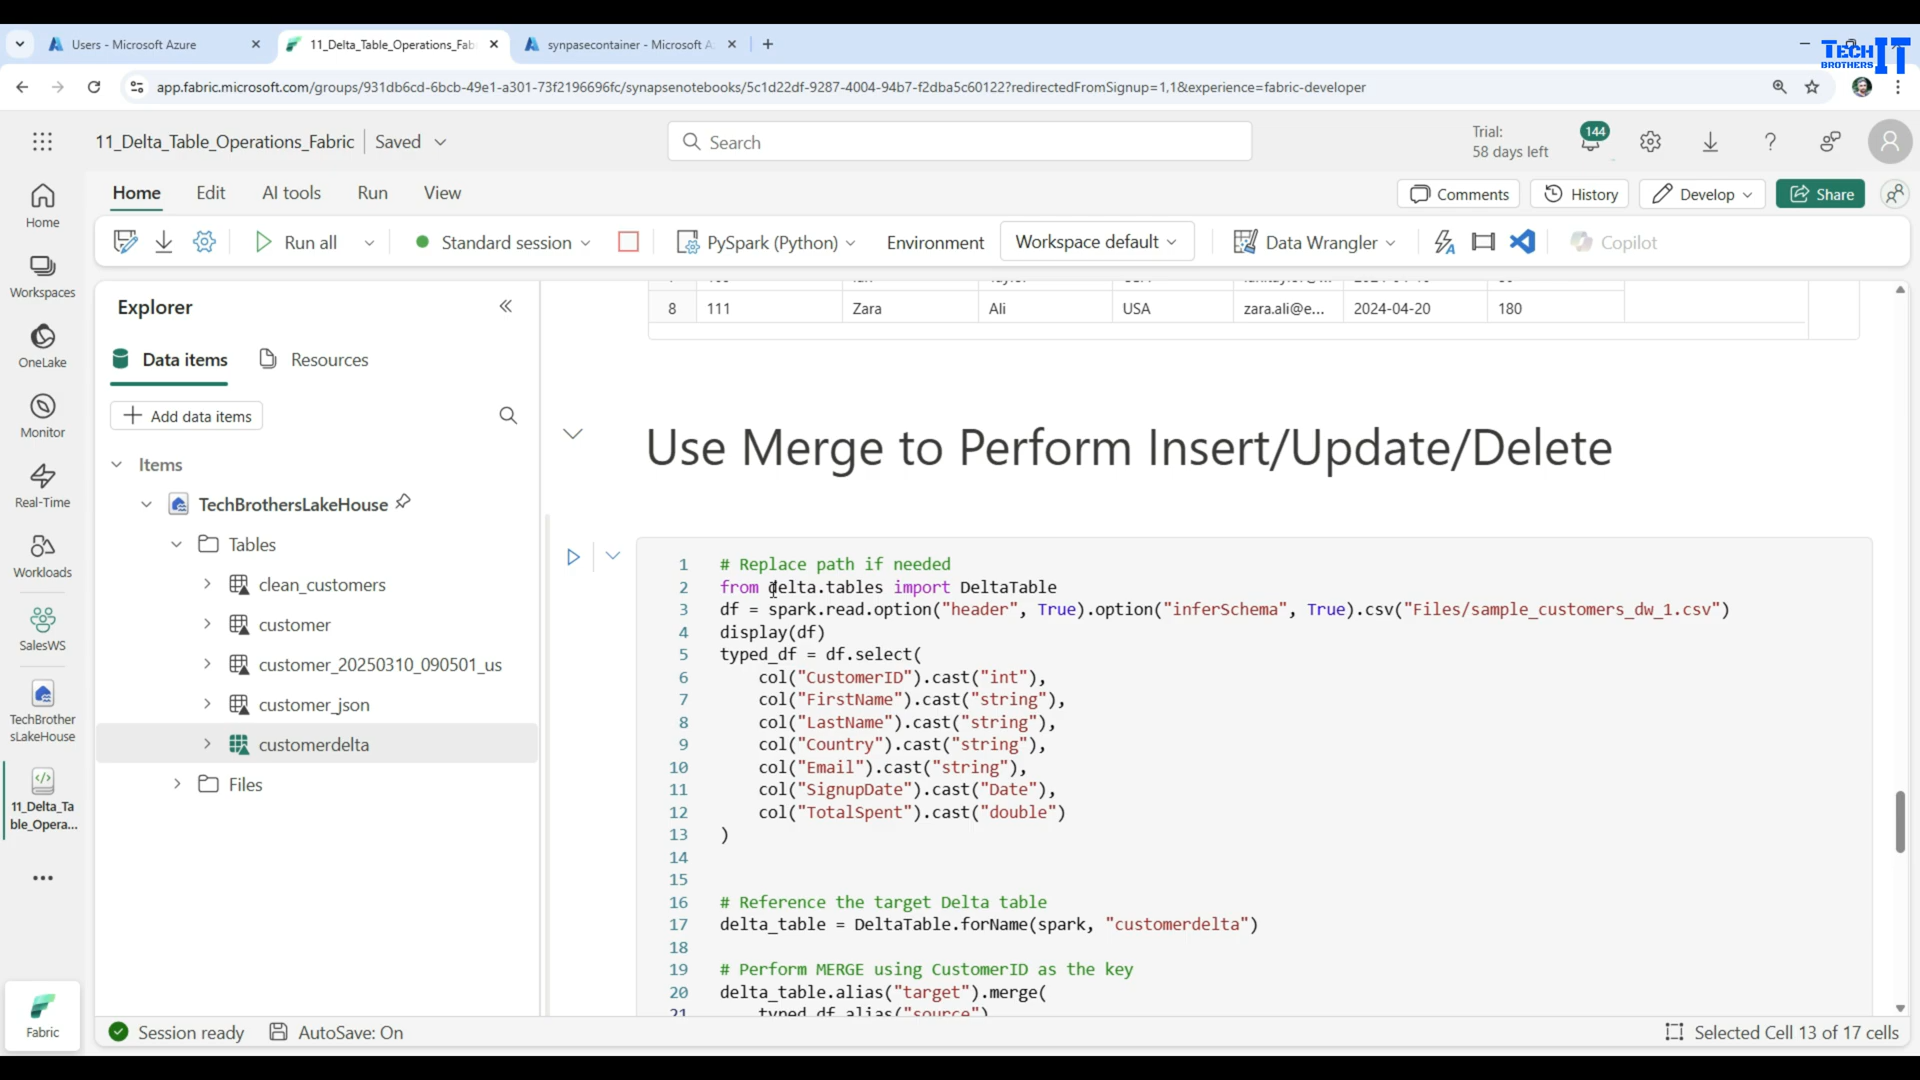 Users - Microsoft Azure
11_Delta_Table_Operations_Fab
synpasecontainer - Microsoft A
TECH IT
BROTHERS
app.fabric.microsoft.com/groups/931db6cd-6bcb-49e1-a301-73f2196696fc/synapsenotebooks/5c1d22df-9287-4004-94b7-f2dba5c60122?redirectedFromSignup=1,1&experience=fabric-developer
11_Delta_Table_Operations_Fabric
Saved
Search
Trial:
58 days left
144
Home
Edit
AI tools
Run
View
Comments
History
Develop
Share
Run all
Standard session
PySpark (Python)
Environment
Workspace default
Data Wrangler
Copilot
Home
Workspaces
OneLake
Monitor
Real-Time
Workloads
SalesWS
TechBrother
sLakeHouse
11_Delta_Ta
ble_Opera...
Fabric
Explorer
Data items
Resources
Add data items
Items
TechBrothersLakeHouse
Tables
clean_customers
customer
customer_20250310_090501_us
customer_json
customerdelta
Files
8 111 Zara Ali USA zara.ali@e... 2024-04-20 180
Use Merge to Perform Insert/Update/Delete
1 # Replace path if needed
2 from delta.tables import DeltaTable
3 df = spark.read.option("header", True).option("inferSchema", True).csv("Files/sample_customers_dw_1.csv")
4 display(df)
5 typed_df = df.select(
6 col("CustomerID").cast("int"),
7 col("FirstName").cast("string"),
8 col("LastName").cast("string"),
9 col("Country").cast("string"),
10 col("Email").cast("string"),
11 col("SignupDate").cast("Date"),
12 col("TotalSpent").cast("double")
13 )
14
15
16 # Reference the target Delta table
17 delta_table = DeltaTable.forName(spark, "customerdelta")
18
19 # Perform MERGE using CustomerID as the key
20 delta_table.alias("target").merge(
21 typed_df.alias("source")
Session ready
AutoSave: On
Selected Cell 13 of 17 cells